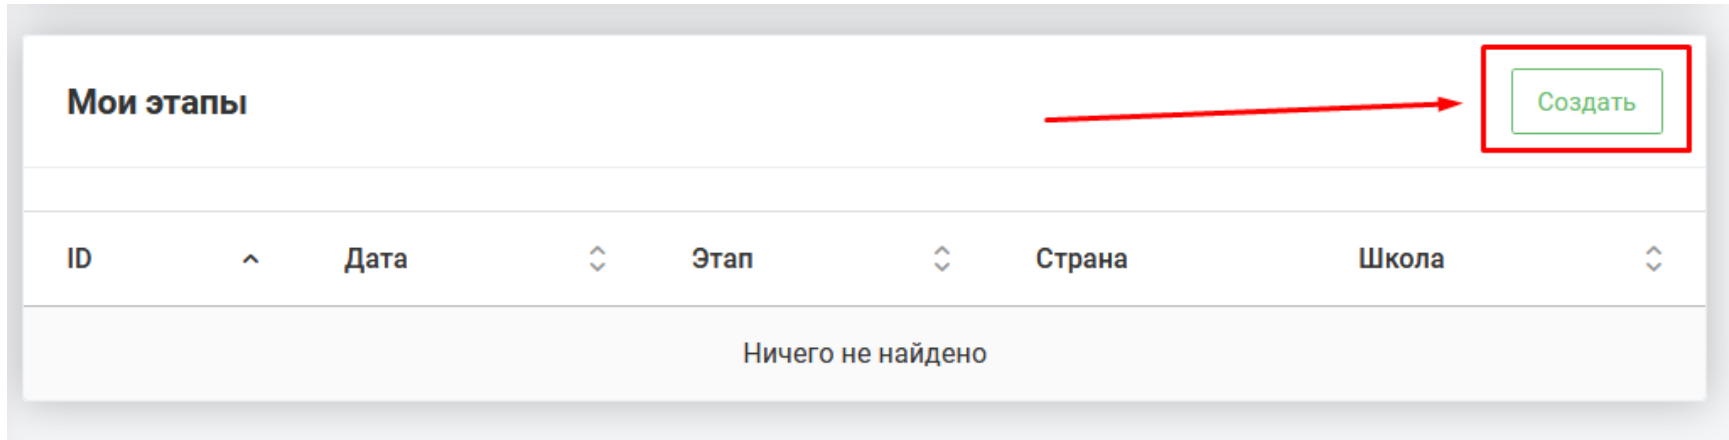 Мои этапы
Создать
ID Дата Этап Страна Школа
Ничего не найдено